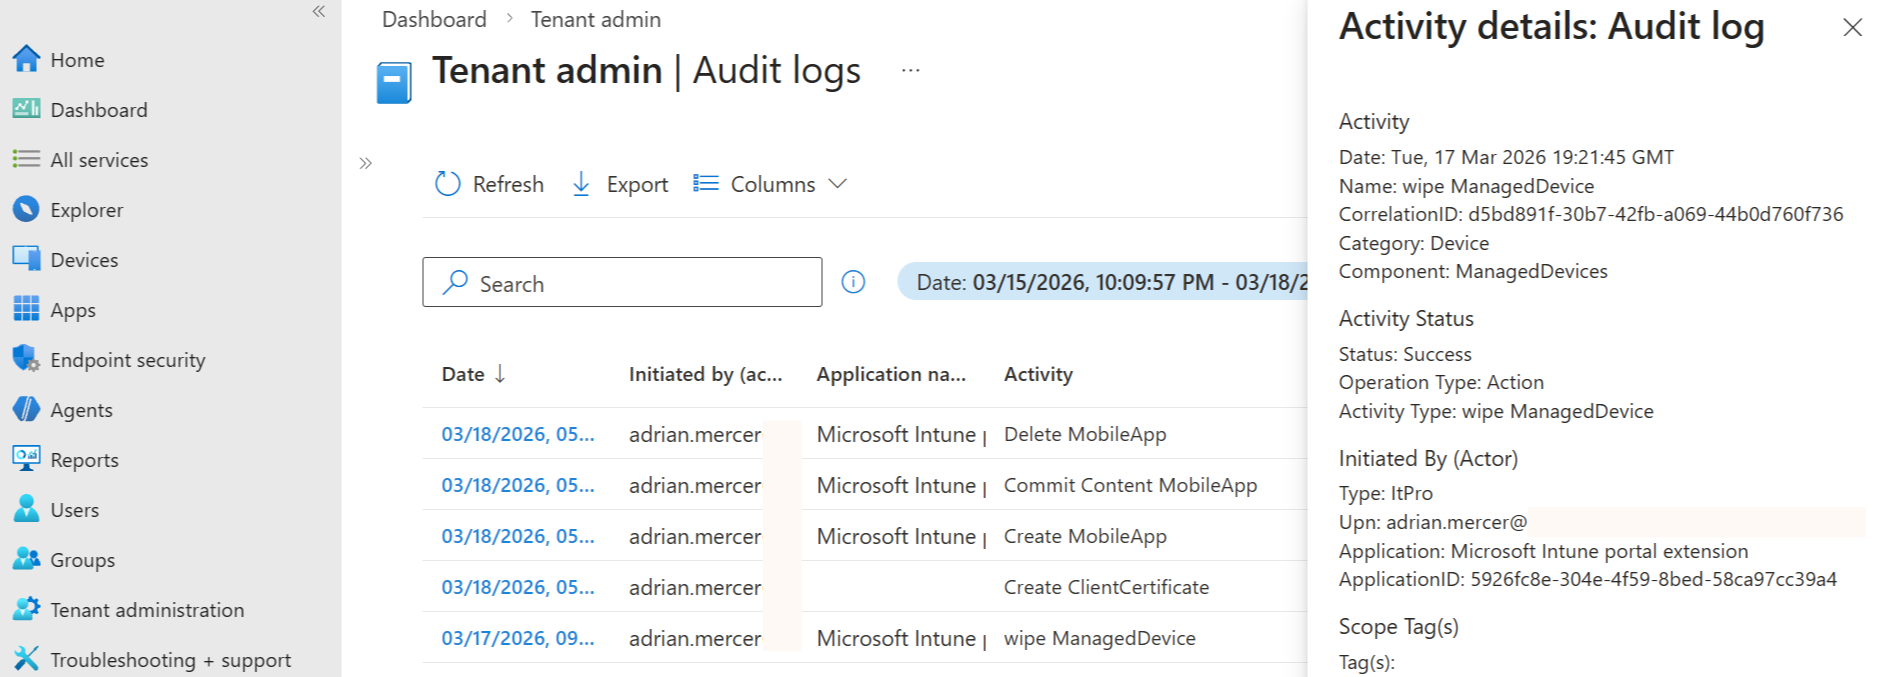 Home
Dashboard
All services
Explorer
Devices
Apps
Endpoint security
Agents
Reports
Users
Groups
Tenant administration
Troubleshooting + support
Dashboard > Tenant admin
Tenant admin | Audit logs ...
Refresh Export Columns
Search
Date: 03/15/2026, 10:09:57 PM - 03/18/2
Date ↓ Initiated by (ac... Application na... Activity
03/18/2026, 05... adrian.mercer Microsoft Intune p Delete MobileApp
03/18/2026, 05... adrian.mercer Microsoft Intune p Commit Content MobileApp
03/18/2026, 05... adrian.mercer Microsoft Intune p Create MobileApp
03/18/2026, 05... adrian.mercer Create ClientCertificate
03/17/2026, 09... adrian.mercer Microsoft Intune p wipe ManagedDevice
Activity details: Audit log
Activity
Date: Tue, 17 Mar 2026 19:21:45 GMT
Name: wipe ManagedDevice
CorrelationID: d5bd891f-30b7-42fb-a069-44b0d760f736
Category: Device
Component: ManagedDevices
Activity Status
Status: Success
Operation Type: Action
Activity Type: wipe ManagedDevice
Initiated By (Actor)
Type: ItPro
Upn: adrian.mercer@
Application: Microsoft Intune portal extension
ApplicationID: 5926fc8e-304e-4f59-8bed-58ca97cc39a4
Scope Tag(s)
Tag(s):